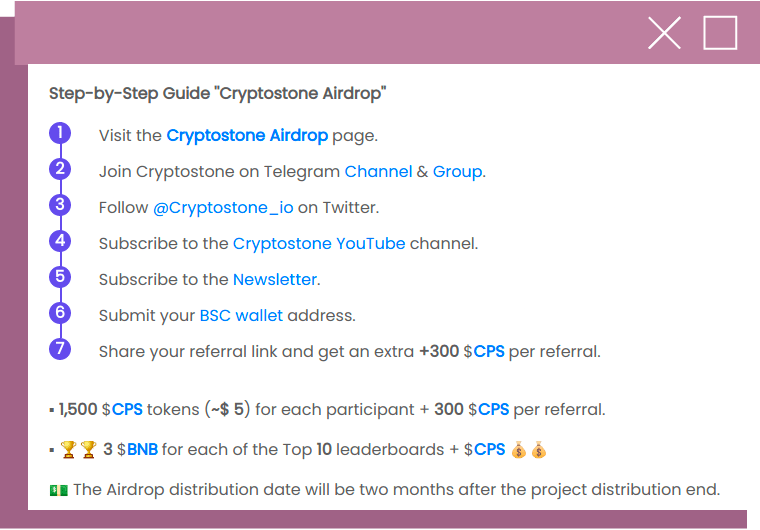 Step-by-Step Guide "Cryptostone Airdrop"
1 Visit the Cryptostone Airdrop page.
2 Join Cryptostone on Telegram Channel & Group.
3 Follow @Cryptostone_io on Twitter.
4 Subscribe to the Cryptostone YouTube channel.
5 Subscribe to the Newsletter.
6 Submit your BSC wallet address.
7 Share your referral link and get an extra +300 $CPS per referral.
▪ 1,500 $CPS tokens (~$ 5) for each participant + 300 $CPS per referral.
▪ 🏆🏆 3 $BNB for each of the Top 10 leaderboards + $CPS 💰💰
💵 The Airdrop distribution date will be two months after the project distribution end.